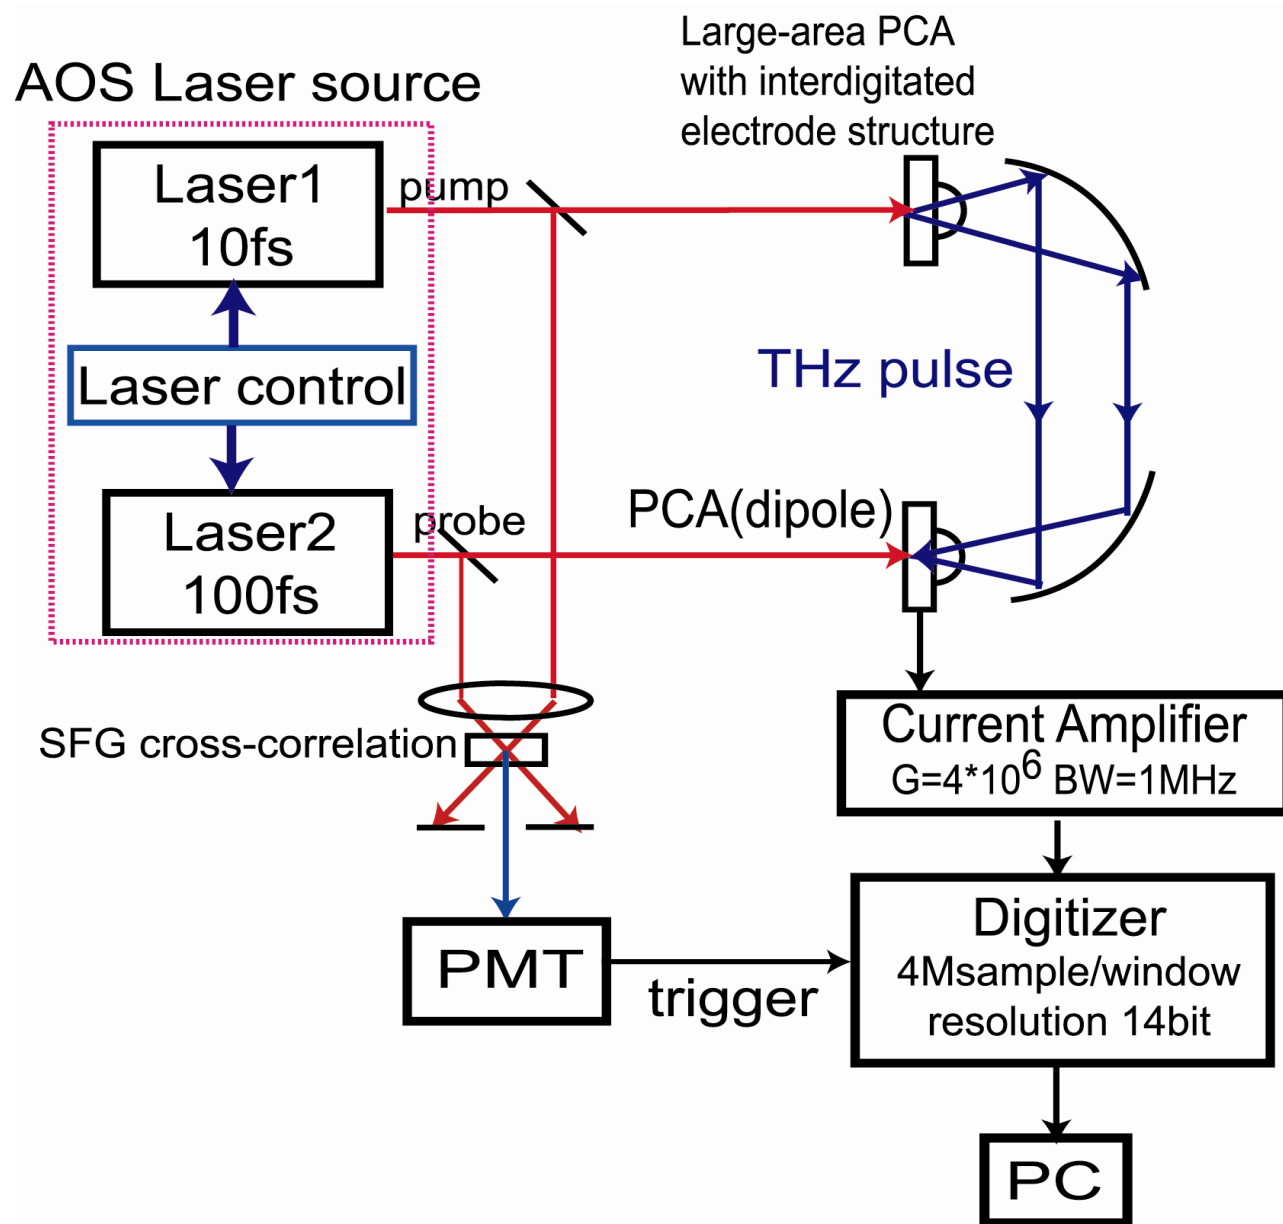 AOS Laser source
Large-area PCA
with interdigitated
electrode structure
Laser1
10fs
pump
Laser control
THz pulse
Laser2
100fs
probe
PCA(dipole)
SFG cross-correlation
Current Amplifier
G=4*10⁶ BW=1MHz
PMT
trigger
Digitizer
4Msample/window
resolution 14bit
PC